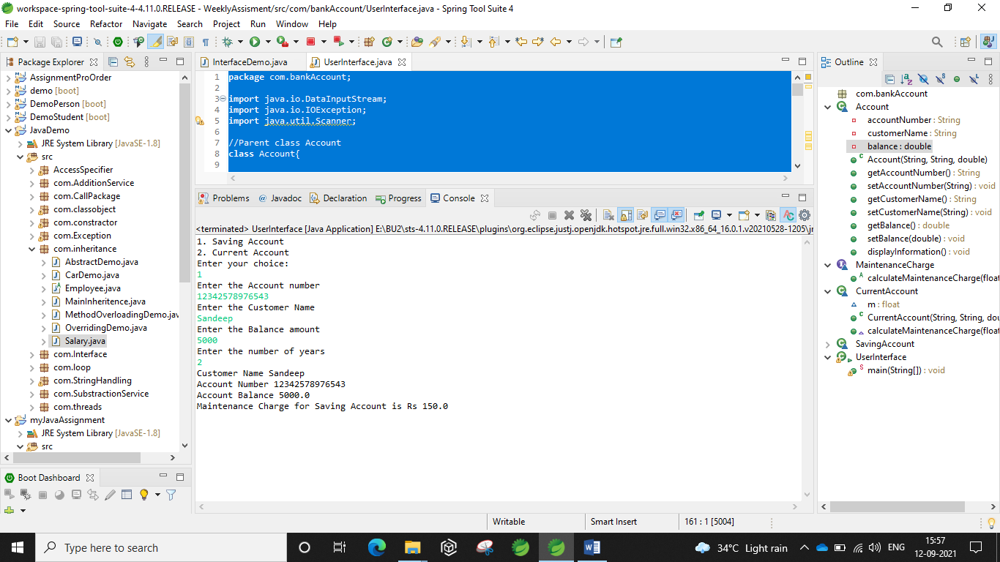 workspace-spring-tool-suite-4-4.11.0.RELEASE - WeeklyAssisment/src/com/bankAccount/UserInterface.java - Spring Tool Suite 4
File Edit Source Refactor Navigate Search Project Run Window Help
Package Explorer
AssignmentProOrder
demo [boot]
DemoPerson [boot]
DemoStudent [boot]
JavaDemo
JRE System Library [JavaSE-1.8]
src
AccessSpecifier
com.AdditionService
com.CallPackage
com.classobject
com.constractor
com.Exception
com.inheritance
AbstractDemo.java
CarDemo.java
Employee.java
MainInheritence.java
MethodOverloadingDemo.jav
OverridingDemo.java
Salary.java
com.Interface
com.loop
com.StringHandling
com.SubstractionService
com.threads
myJavaAssignment
JRE System Library [JavaSE-1.8]
src
Boot Dashboard
InterfaceDemo.java
UserInterface.java
1 package com.bankAccount;
2
3 import java.io.DataInputStream;
4 import java.io.IOException;
5 import java.util.Scanner;
6
7 //Parent class Account
8 class Account{
9
Problems @ Javadoc Declaration Progress Console
<terminated> UserInterface [Java Application] E:\BU2\sts-4.11.0.RELEASE\plugins\org.eclipse.justj.openjdk.hotspot.jre.full.win32.x86_64_16.0.1.v20210528-1205\jr
1. Saving Account
2. Current Account
Enter your choice:
1
Enter the Account number
12342578976543
Enter the Customer Name
Sandeep
Enter the Balance amount
5000
Enter the number of years
2
Customer Name Sandeep
Account Number 12342578976543
Account Balance 5000.0
Maintenance Charge for Saving Account is Rs 150.0
Outline
com.bankAccount
Account
accountNumber : String
customerName : String
balance : double
Account(String, String, double)
getAccountNumber() : String
setAccountNumber(String) : void
getCustomerName() : String
setCustomerName(String) : void
getBalance() : double
setBalance(double) : void
displayInformation() : void
MaintenanceCharge
calculateMaintenanceCharge(float
CurrentAccount
m : float
CurrentAccount(String, String, dou
calculateMaintenanceCharge(float
SavingAccount
UserInterface
main(String[]) : void
Writable Smart Insert 161 : 1 [5004]
Type here to search
34°C Light rain
ENG
15:57
12-09-2021